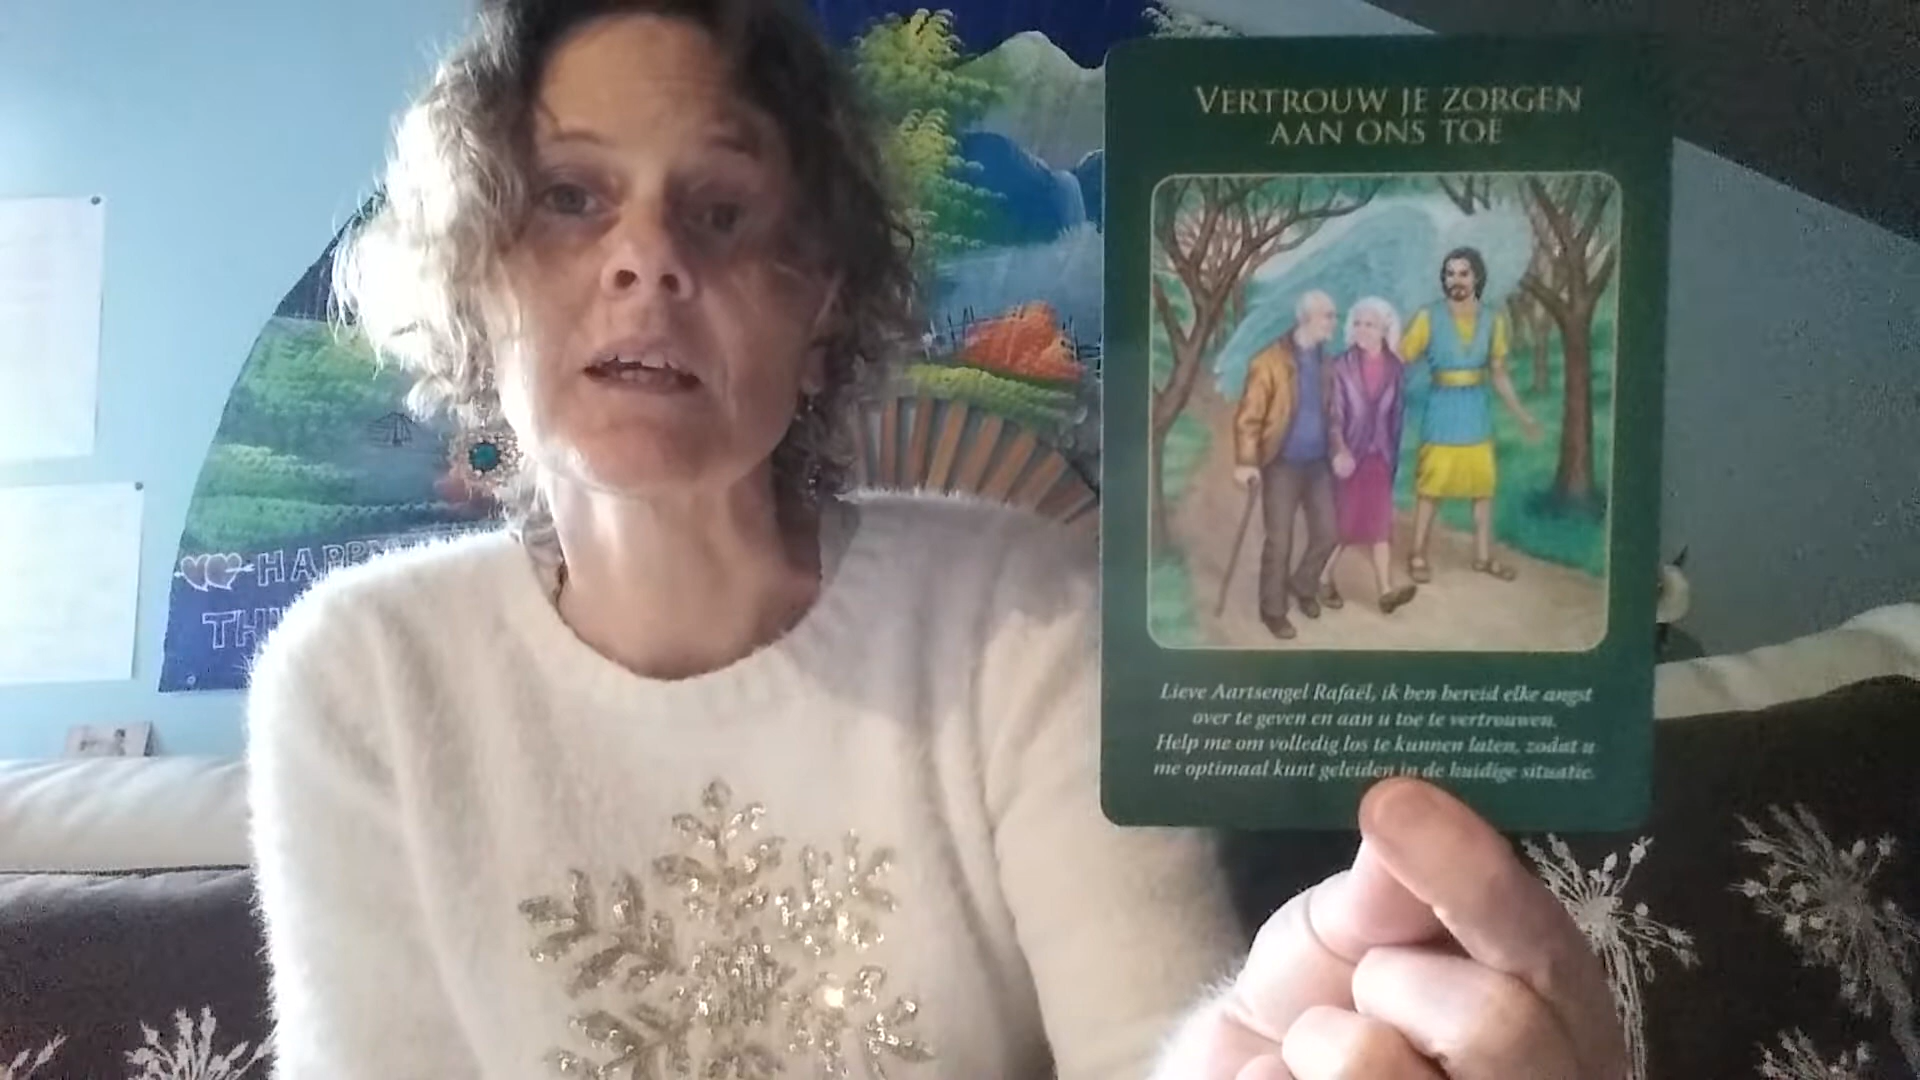 VERTROUW JE ZORGEN
AAN ONS TOE
Lieve Aartsengel Rafaël, ik ben bereid elke angst
over te geven en aan u toe te vertrouwen.
Help me om volledig los te kunnen laten, zodat u
me optimaal kunt geleiden in de huidige situatie.
HAPPY